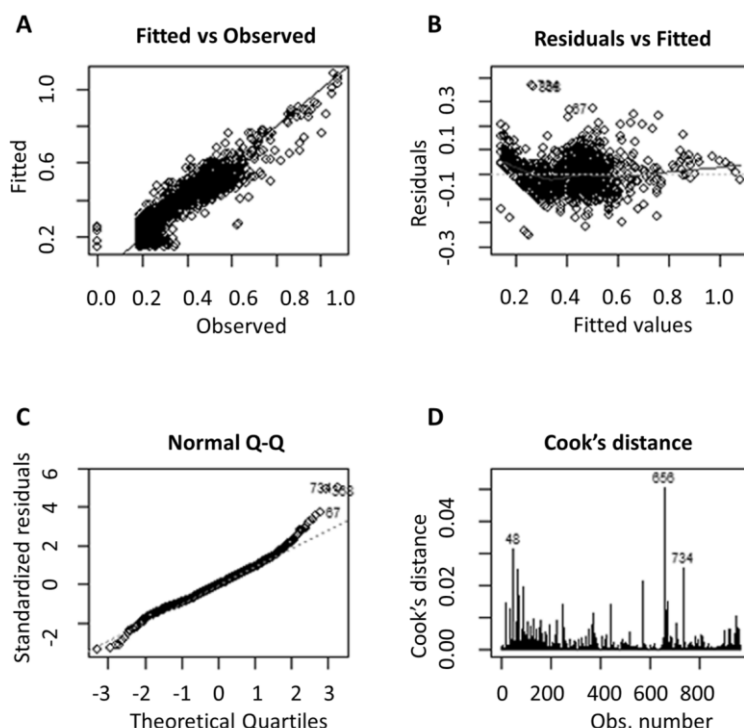 A
Fitted vs Observed
Fitted
1.0
0.6
0.2
0.0 0.2 0.4 0.6 0.8 1.0
Observed
B
Residuals vs Fitted
Residuals
0.3
0.1
-0.1
-0.3
67
0.2 0.4 0.6 0.8 1.0
Fitted values
C
Normal Q-Q
Standardized residuals
6
4
2
0
-2
734
67
-3 -2 -1 0 1 2 3
Theoretical Quartiles
D
Cook's distance
Cook's distance
0.04
0.02
0.00
48
656
734
0 200 400 600 800
Obs. number